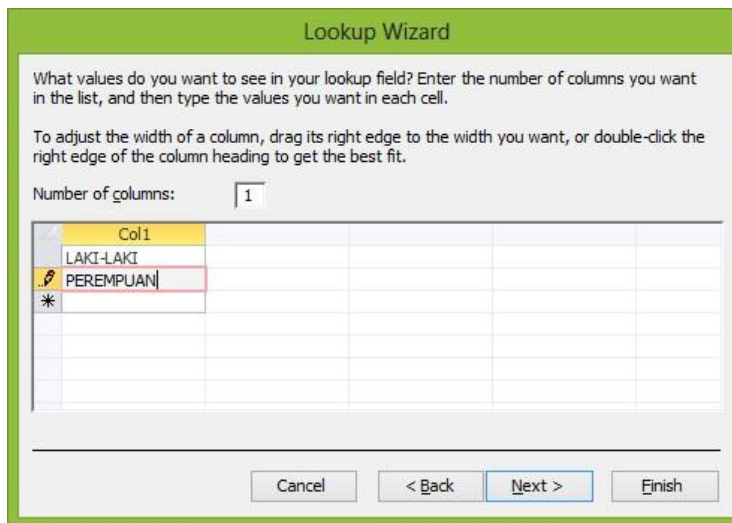 Lookup Wizard
What values do you want to see in your lookup field? Enter the number of columns you want
in the list, and then type the values you want in each cell.
To adjust the width of a column, drag its right edge to the width you want, or double-click the
right edge of the column heading to get the best fit.
Number of columns: 1
Col1
LAKI-LAKI
PEREMPUAN
Cancel < Back Next > Finish